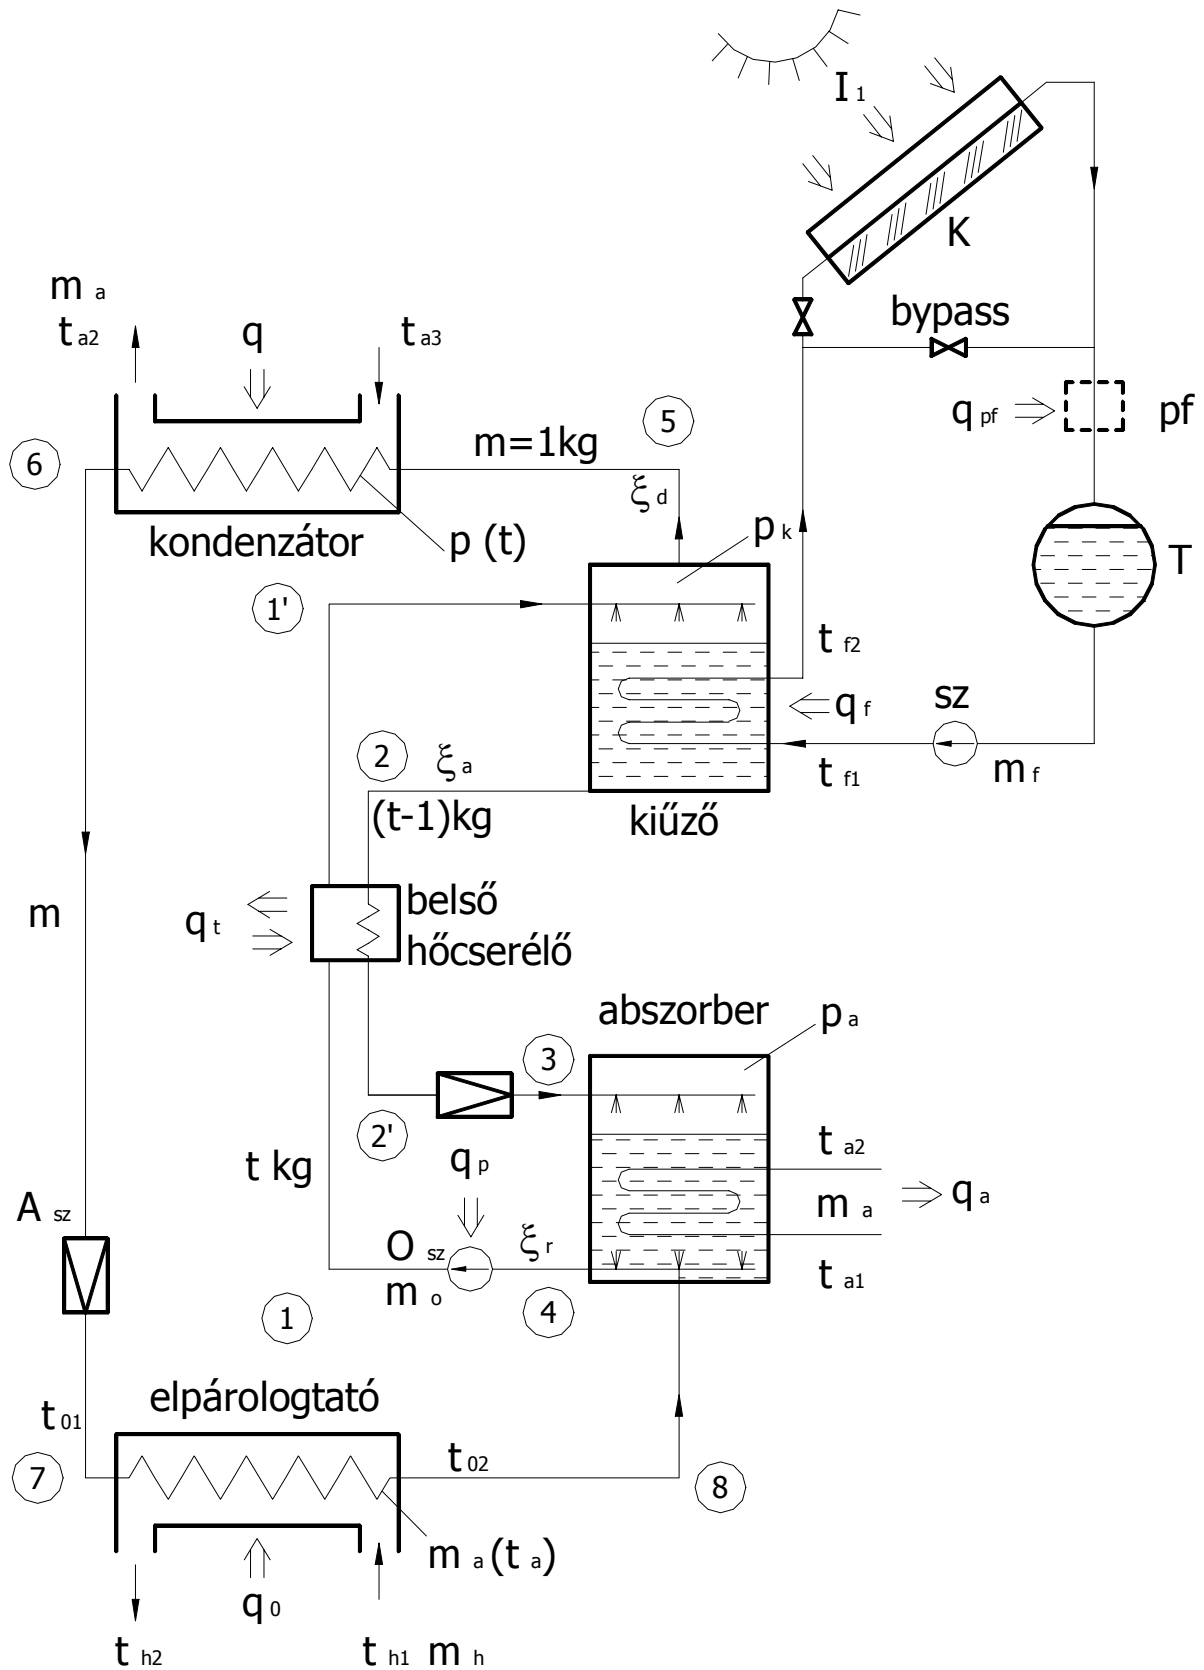 I 1
K
bypass
q pf
pf
T
m a
t a2
q
t a3
6
m=1kg
5
ξ d
p k
kondenzátor
p (t)
1'
t f2
q f
sz
t f1
m f
2
ξ a
(t-1)kg
kiűző
m
q t
belső
hőcserélő
abszorber
p a
3
2'
t kg
q p
t a2
m a
q a
t a1
A sz
O sz
m o
ξ r
4
1
elpárologtató
t 01
7
t 02
8
m a (t a )
q 0
t h2
t h1
m h